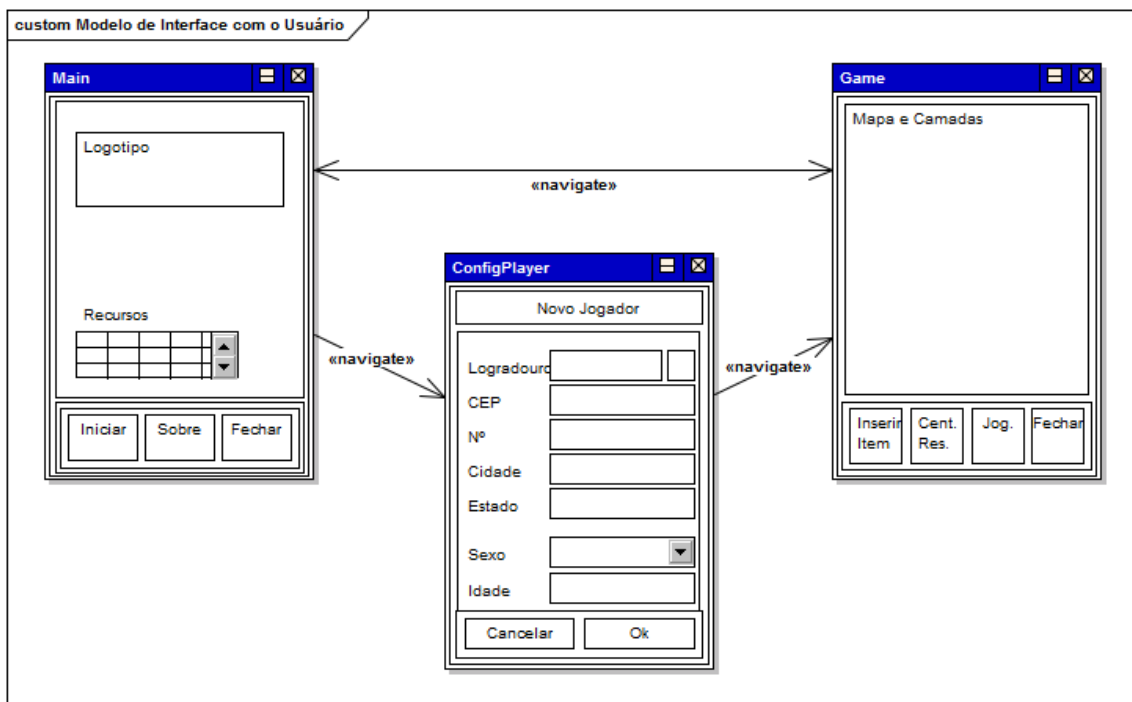 custom Modelo de Interface com o Usuário
Main
Logotipo
Recursos
Iniciar
Sobre
Fechar
«navigate»
«navigate»
ConfigPlayer
Novo Jogador
Logradouro
CEP
Nº
Cidade
Estado
Sexo
Idade
Cancelar
Ok
«navigate»
Game
Mapa e Camadas
Inserir
Item
Cent.
Res.
Jog.
Fechar